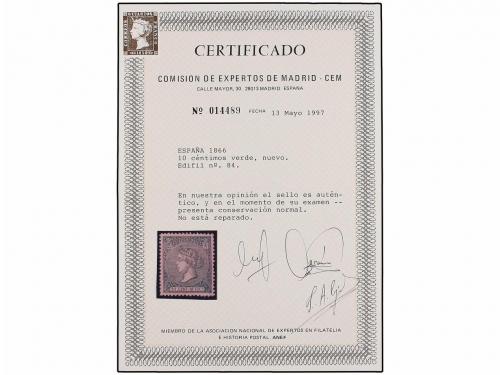 CERTIFICADO
COMISION DE EXPERTOS DE MADRID - CEM
CALLE MAYOR, 30. 28013 MADRID. ESPAÑA
Nº 014489 FECHA 13 Mayo 1997
ESPAÑA 1866
10 céntimos verde, nuevo.
Edifil nº. 84.
En nuestra opinión el sello es autén-
tico, y en el momento de su examen --
presenta conservación normal.
No está reparado.
MIEMBRO DE LA ASOCIACION NACIONAL DE EXPERTOS EN FILATELIA
E HISTORIA POSTAL. ANEF